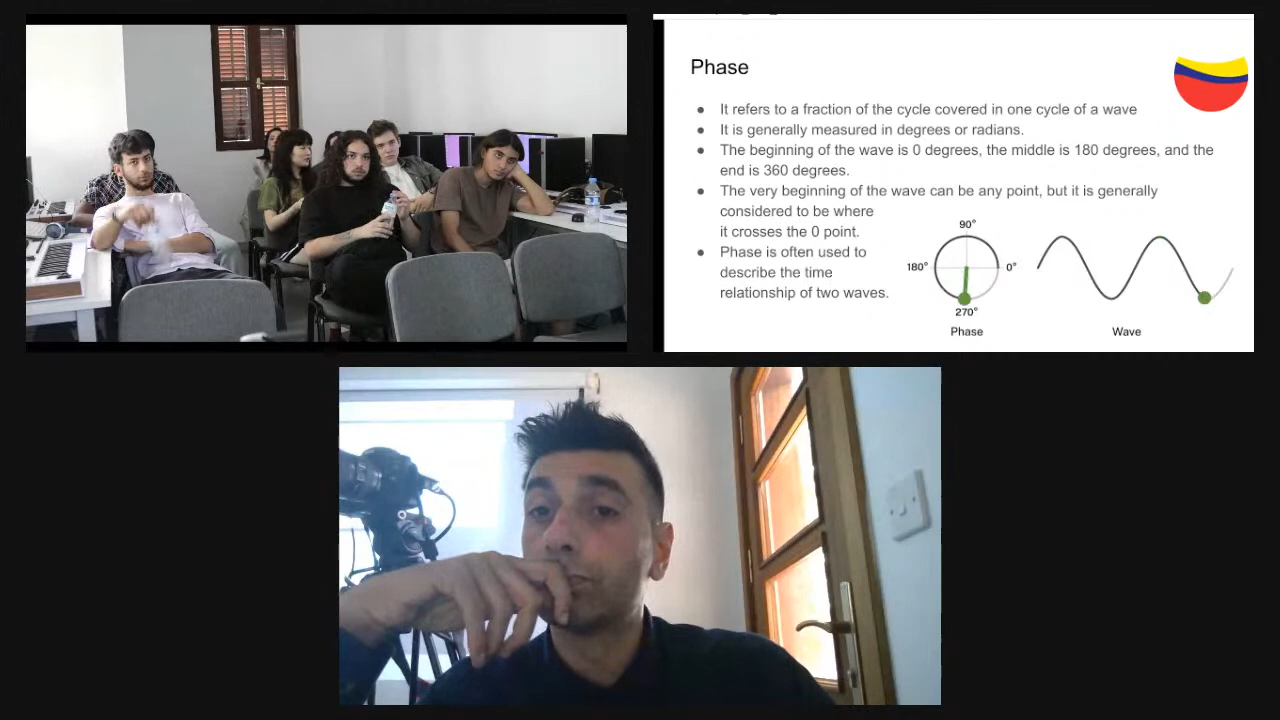 Phase
● It refers to a fraction of the cycle covered in one cycle of a wave
● It is generally measured in degrees or radians.
● The beginning of the wave is 0 degrees, the middle is 180 degrees, and the
end is 360 degrees.
● The very beginning of the wave can be any point, but it is generally
considered to be where
it crosses the 0 point.
● Phase is often used to
describe the time
relationship of two waves.
90°
180°
0°
270°
Phase
Wave